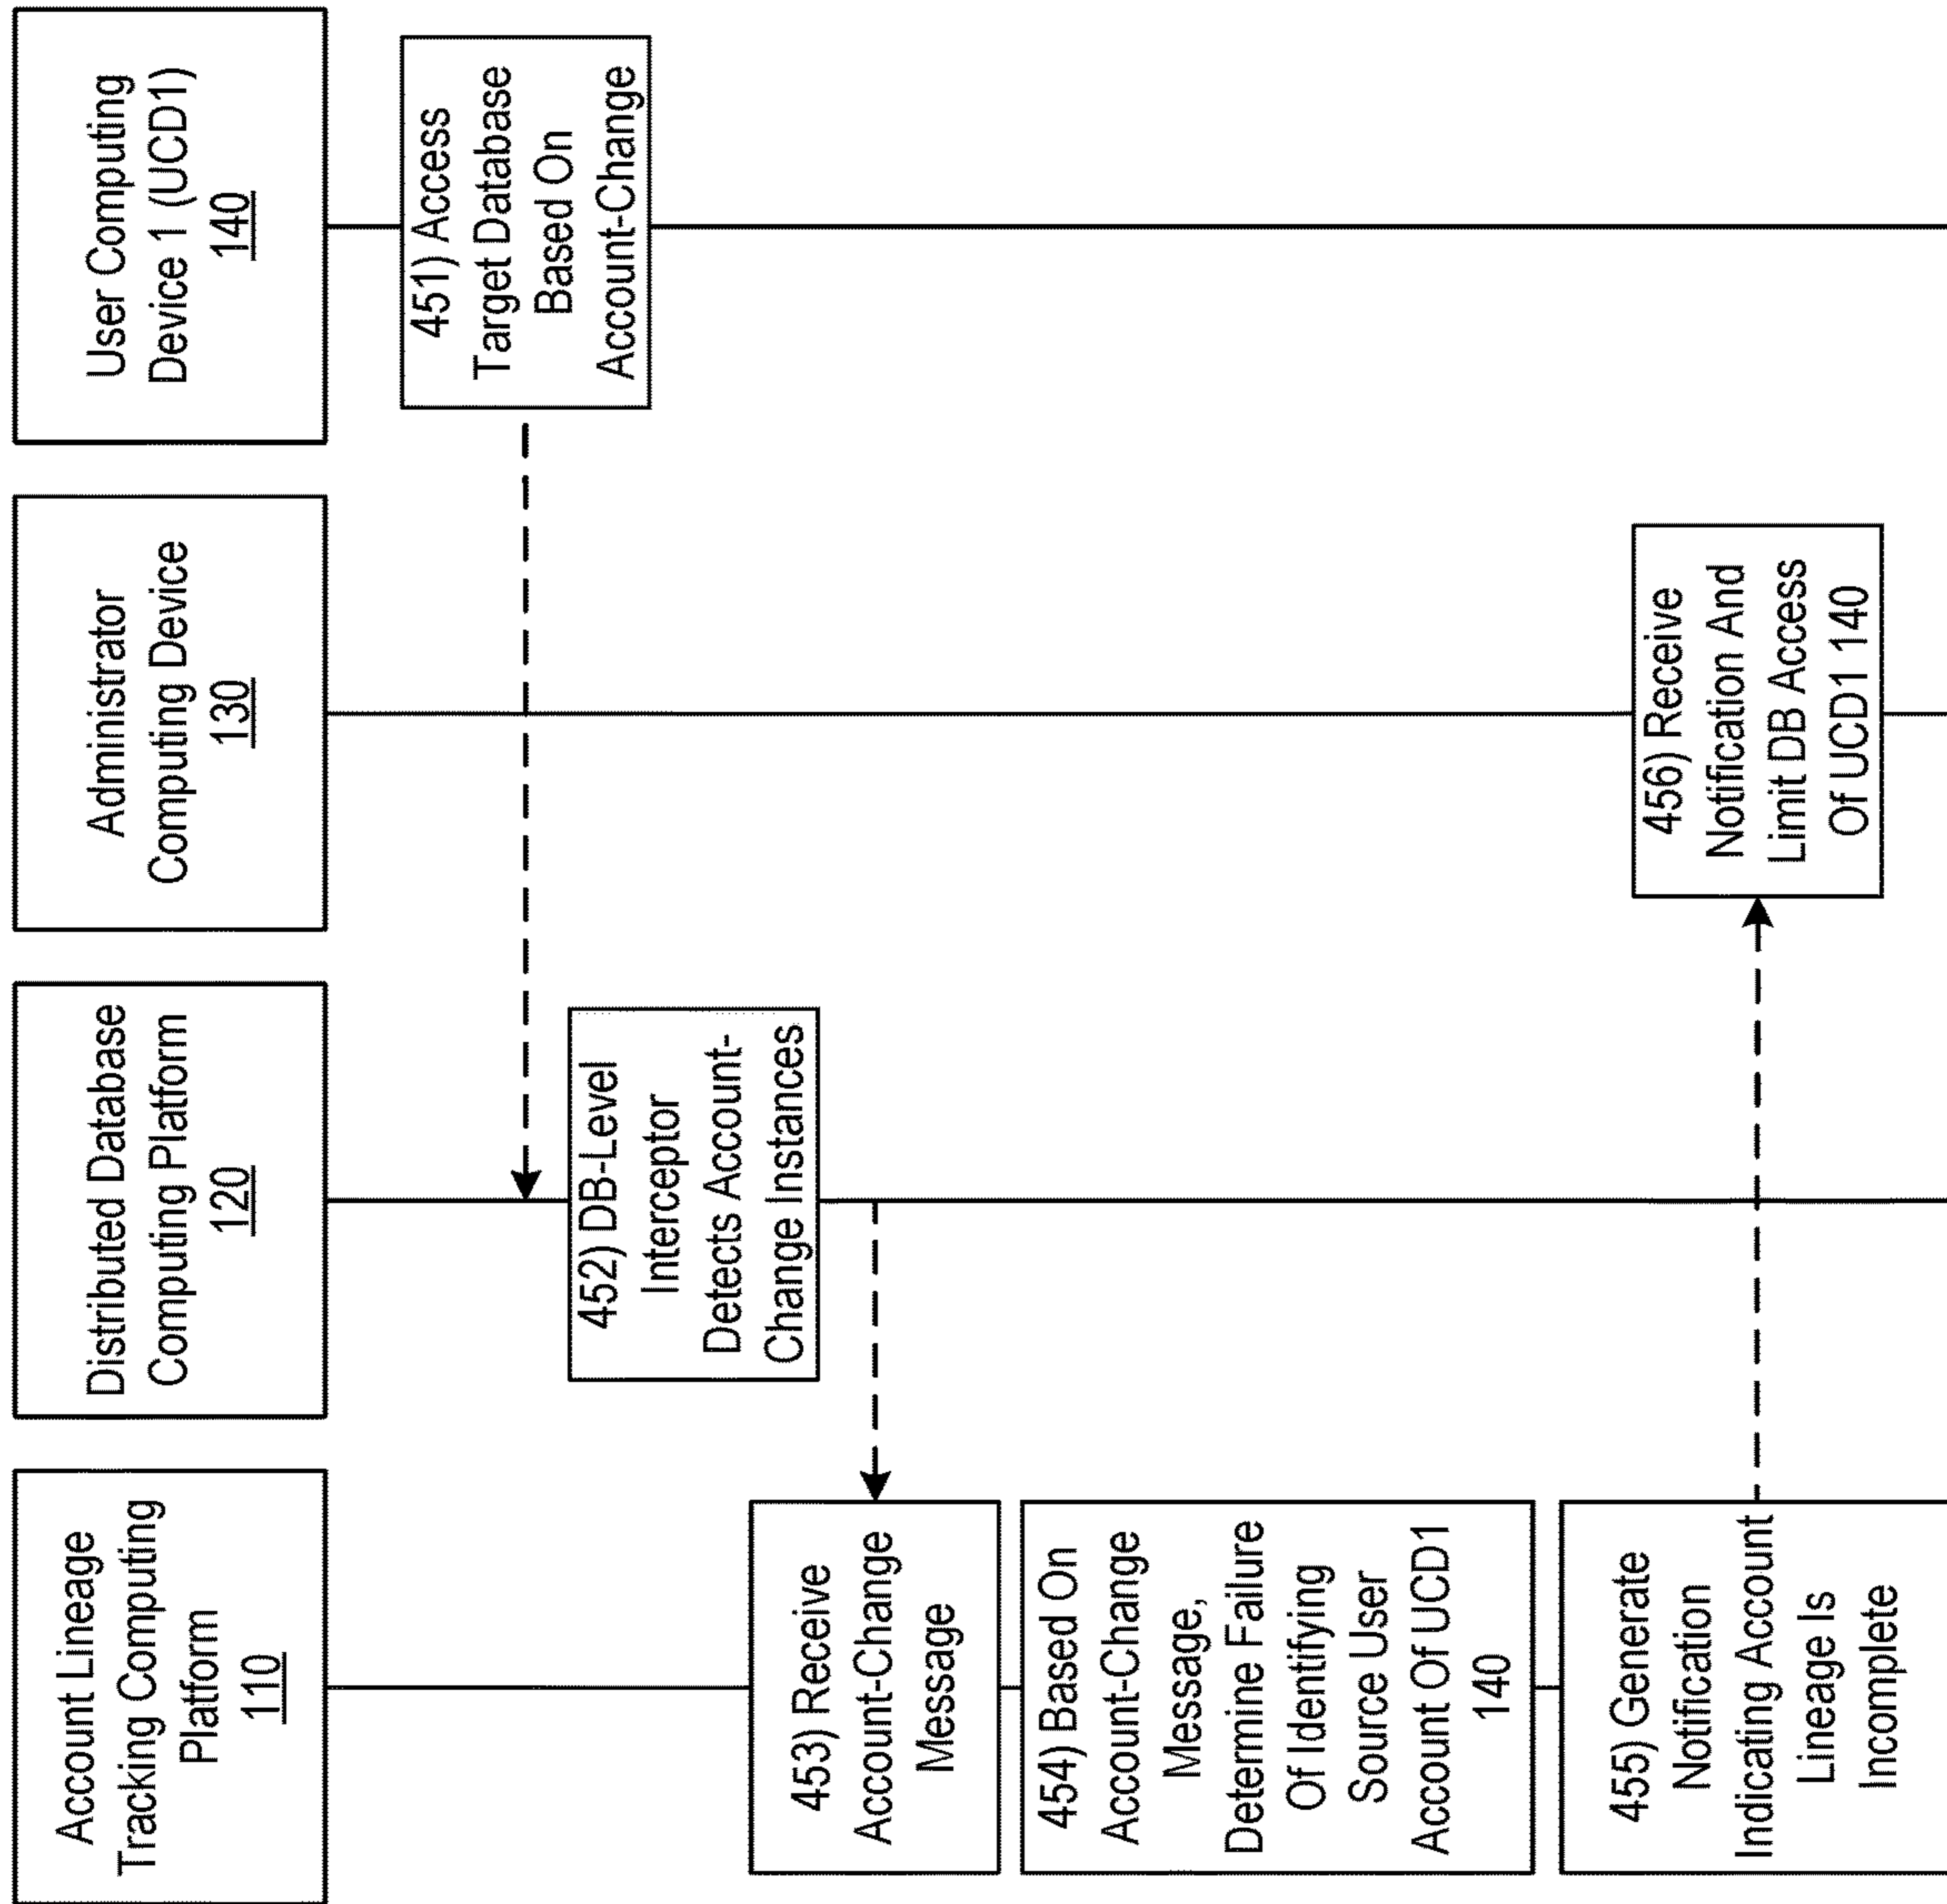 Account Lineage
Tracking Computing
Platform
110
Distributed Database
Computing Platform
120
Administrator
Computing Device
130
User Computing
Device 1 (UCD1)
140
451) Access
Target Database
Based On
Account-Change
452) DB-Level
Interceptor
Detects Account-
Change Instances
453) Receive
Account-Change
Message
454) Based On
Account-Change
Message,
Determine Failure
Of Identifying
Source User
Account Of UCD1
140
455) Generate
Notification
Indicating Account
Lineage Is
Incomplete
456) Receive
Notification And
Limit DB Access
Of UCD1 140